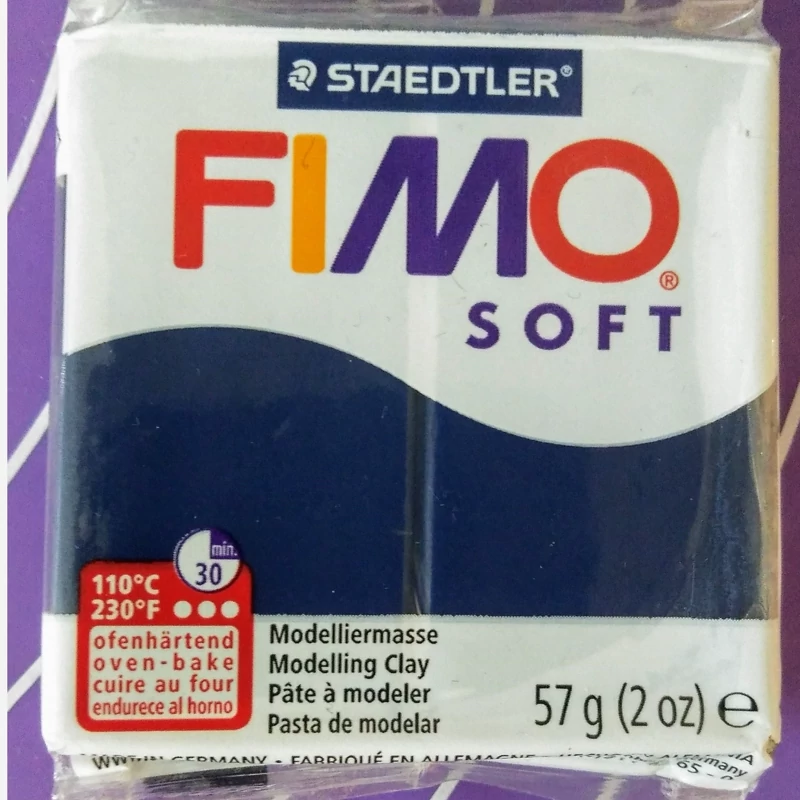 STAEDTLER®
FIMO®
SOFT
min.
30
110°C
230°F
ofenhärtend
oven-bake
cuire au four
endurece al horno
Modelliermasse
Modelling Clay
Pâte à modeler
Pasta de modelar
57 g (2 oz) ℮
GERMANY • FABRIQUÉ EN ALLEMAGNE